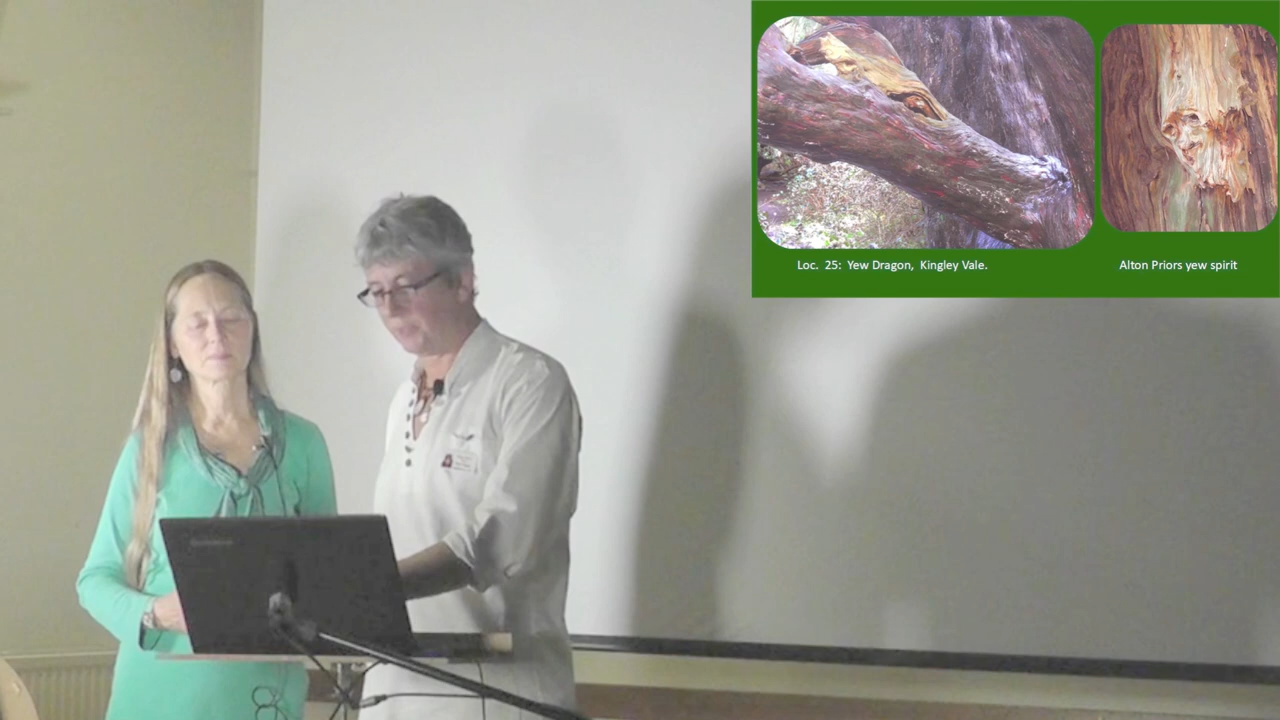 Loc. 25: Yew Dragon, Kingley Vale.
Alton Priors yew spirit